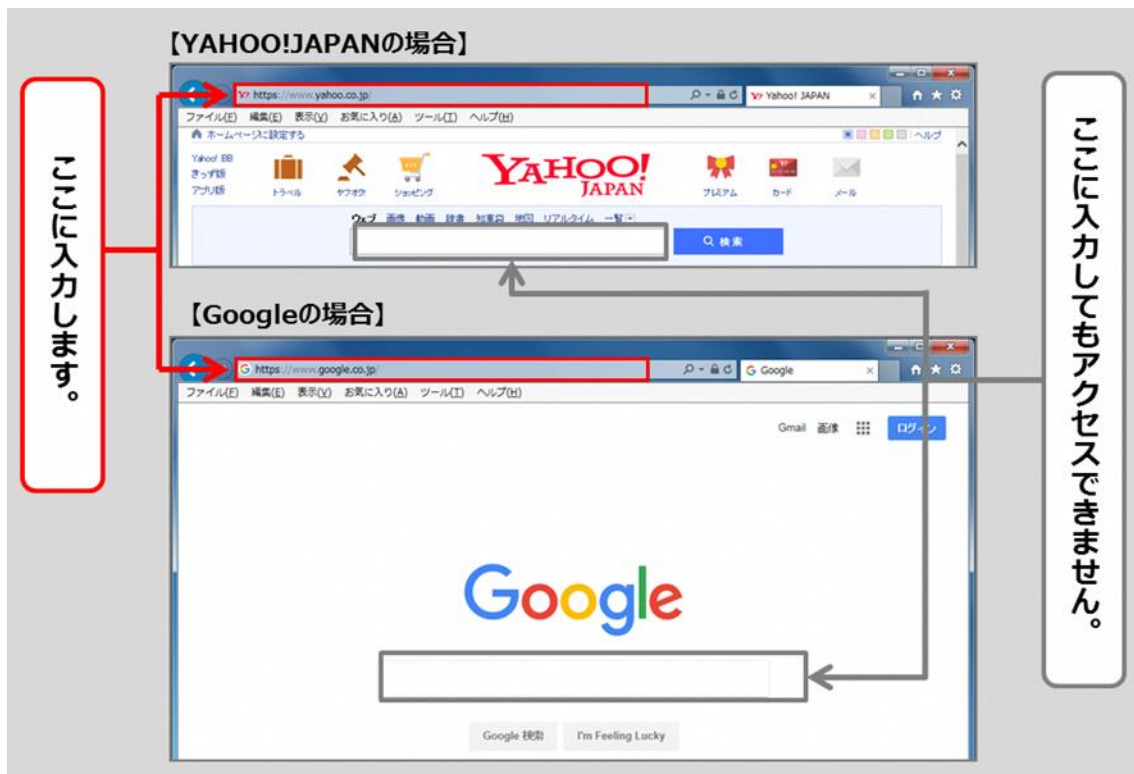 【YAHOO!JAPANの場合】
https://www.yahoo.co.jp/
Yahoo! JAPAN
ファイル(F) 編集(E) 表示(V) お気に入り(A) ツール(T) ヘルプ(H)
ホームページに設定する
ヘルプ
Yahoo! BB
きっず版
アプリ版
トラベル
ヤフオク!
ショッピング
YAHOO!
JAPAN
プレミアム
カード
メール
ウェブ 画像 動画 辞書 知恵袋 地図 リアルタイム 一覧
検索
【Googleの場合】
https://www.google.co.jp/
Google
ファイル(F) 編集(E) 表示(V) お気に入り(A) ツール(T) ヘルプ(H)
Gmail 画像
ログイン
Google
Google 検索
I'm Feeling Lucky
ここに入力します。
ここに入力してもアクセスできません。